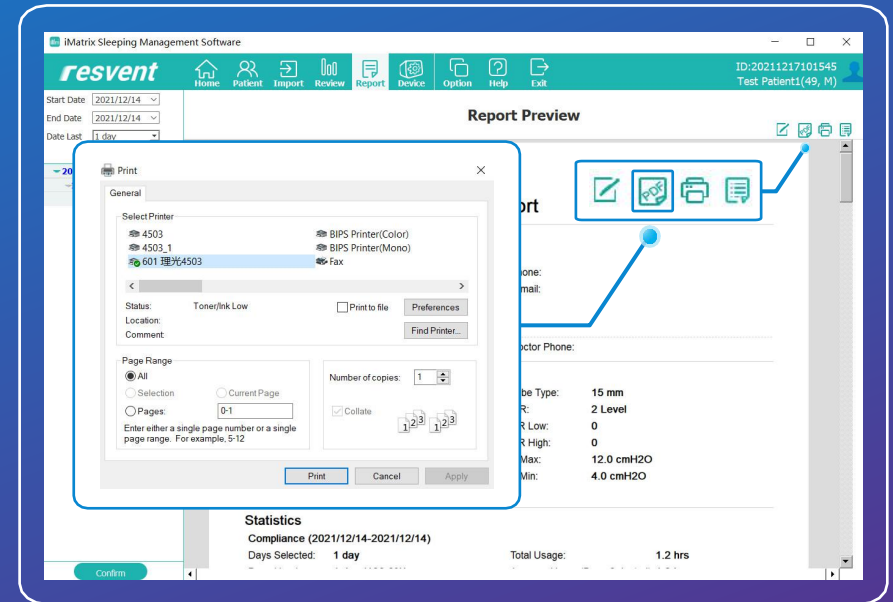 iMatrix Sleeping Management Software
resvent
Home Patient Import Review Report Device Option Help Exit
ID:20211217101545
Test Patient1(49, M)
Start Date 2021/12/14
End Date 2021/12/14
Date Last 1 day
Report Preview
20
Print
General
Select Printer
4503
BIPS Printer(Color)
4503_1
BIPS Printer(Mono)
601 理光4503
Fax
Status: Toner/Ink Low
Print to file
Preferences
Location:
Comment:
Find Printer...
Page Range
All
Selection
Current Page
Pages: 0-1
Enter either a single page number or a single
page range. For example, 5-12
Number of copies: 1
Collate
1 2 3 1 2 3
Print Cancel Apply
PDF
ort
one:
mail:
octor Phone:
be Type: 15 mm
R: 2 Level
R Low: 0
R High: 0
Max: 12.0 cmH2O
Min: 4.0 cmH2O
Statistics
Compliance (2021/12/14-2021/12/14)
Days Selected: 1 day
Total Usage: 1.2 hrs
Confirm